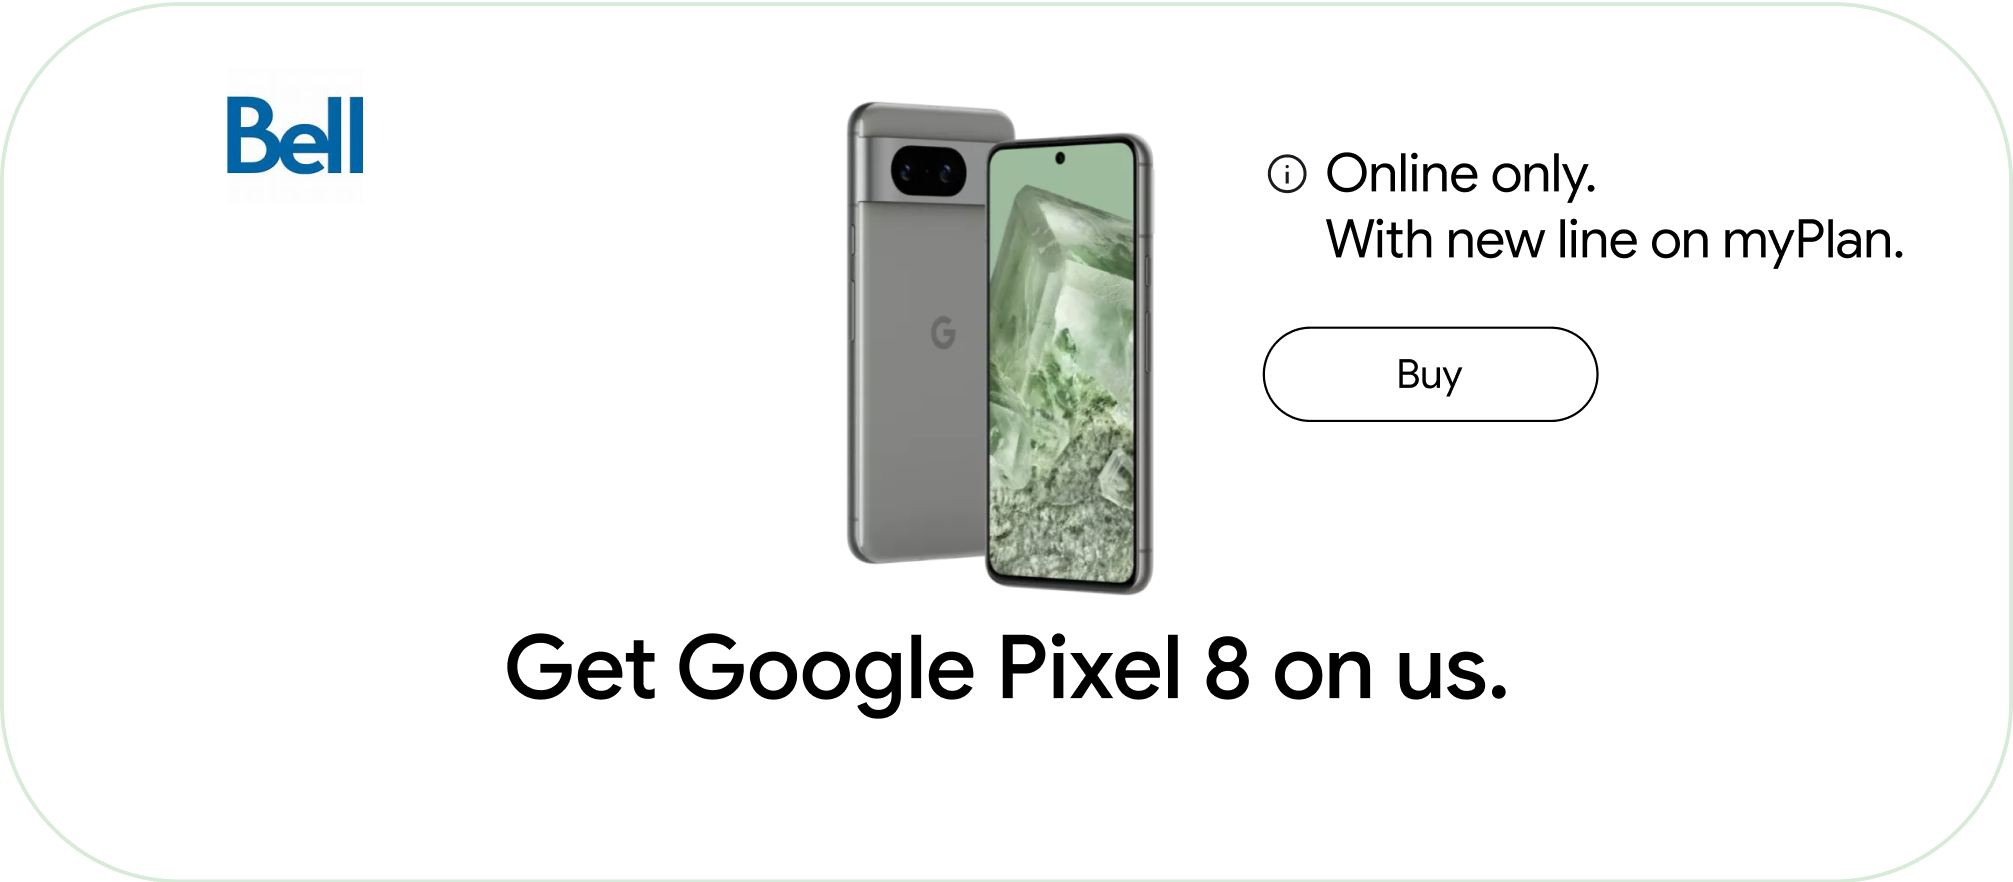 Bell
Online only.
With new line on myPlan.
Buy
G
Get Google Pixel 8 on us.